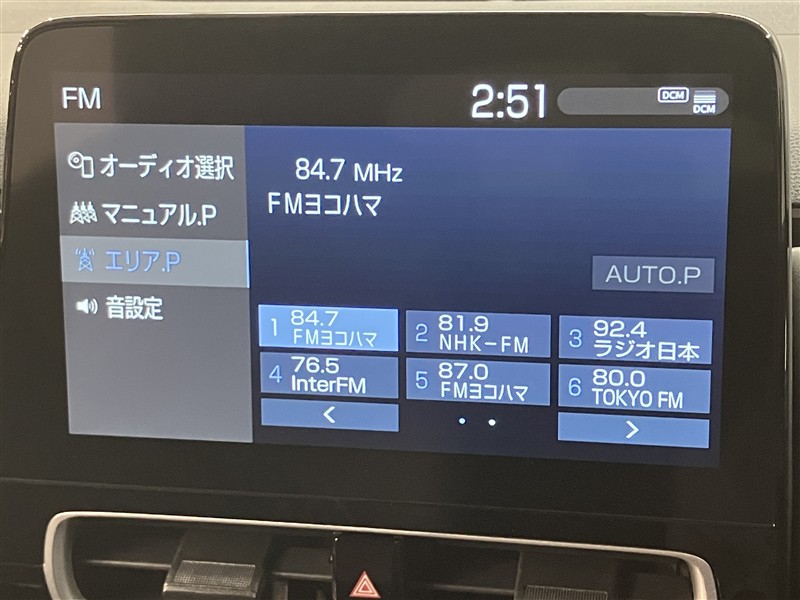 FM
2:51
DCM
DCM
オーディオ選択
マニュアル.P
エリア.P
音設定
84.7 MHz
FMヨコハマ
AUTO.P
1 84.7 FMヨコハマ
2 81.9 NHK-FM
3 92.4 ラジオ日本
4 76.5 InterFM
5 87.0 FMヨコハマ
6 80.0 TOKYO FM
<
>